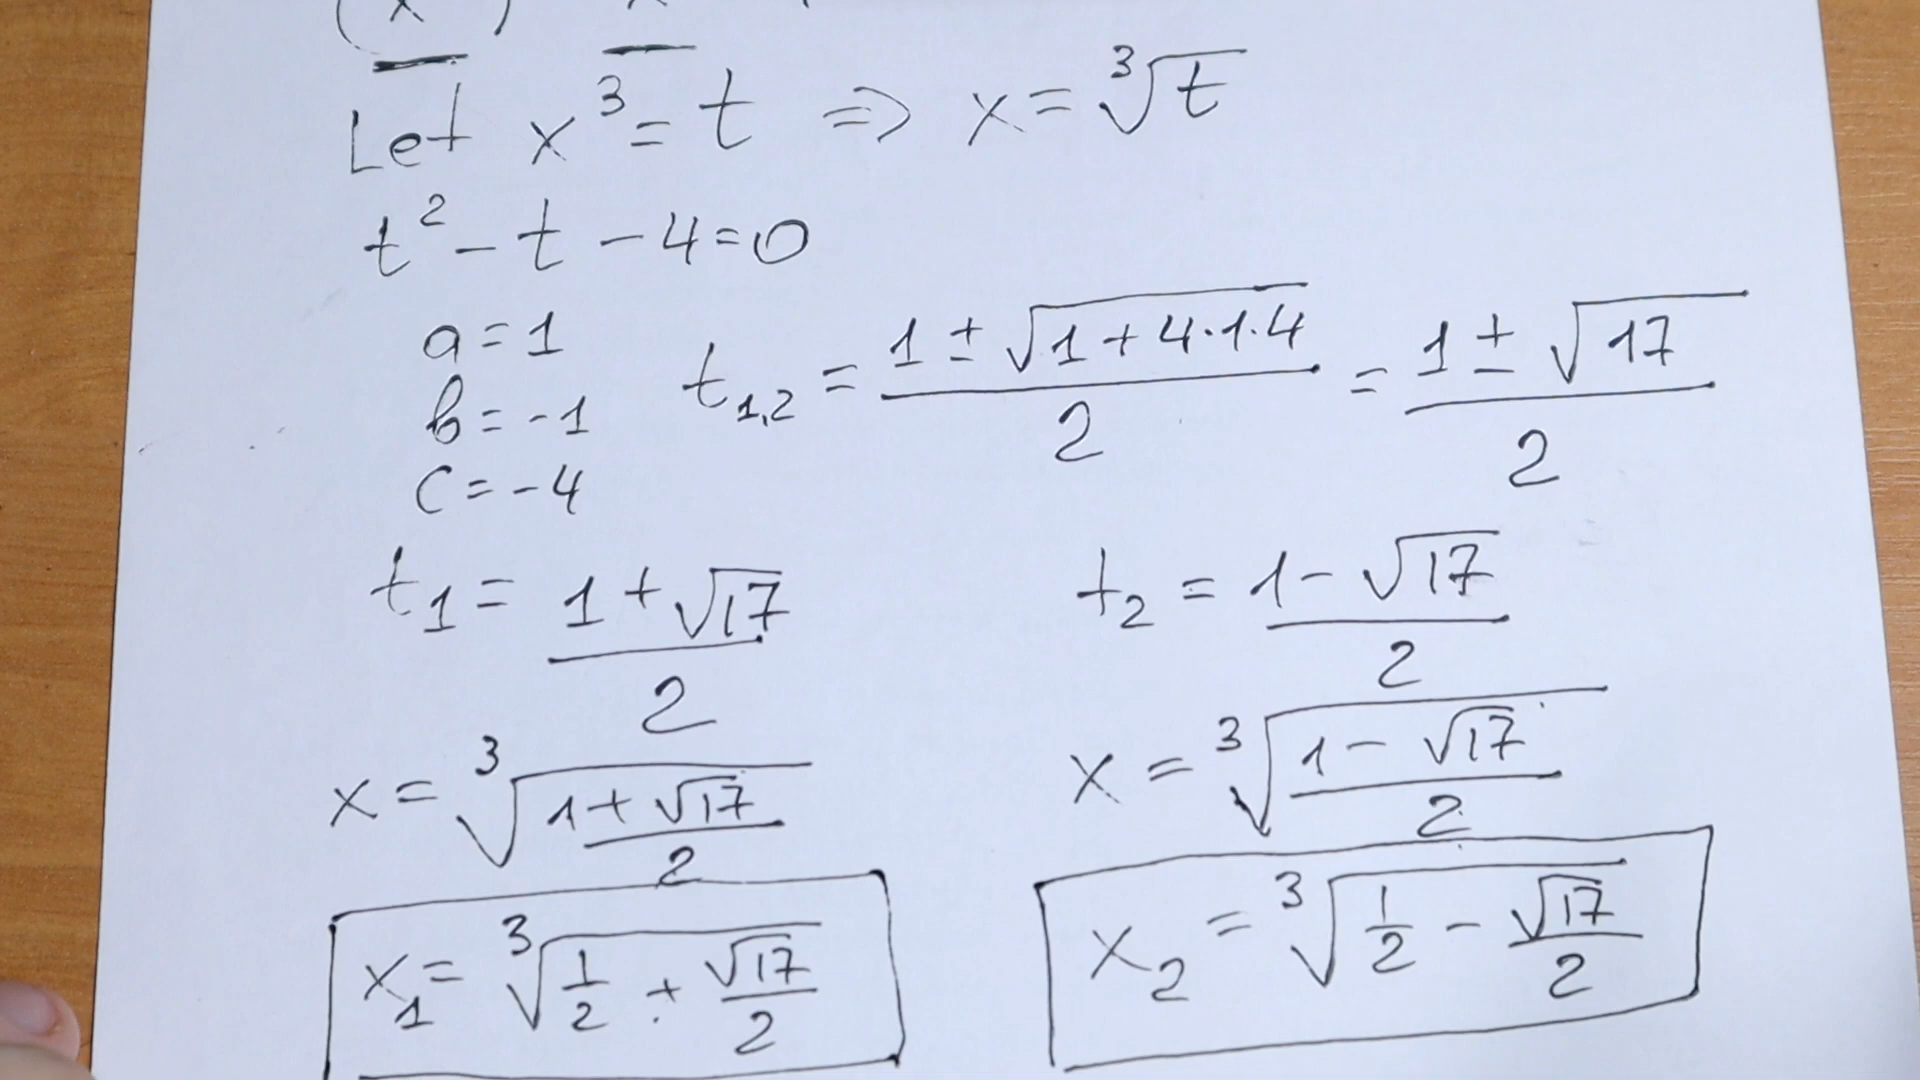 Let x³ = t ⇒ x = ∛t
t² - t - 4 = 0
a = 1
b = -1
c = -4
t₁,₂ = (1 ± √(1 + 4·1·4))/2 = (1 ± √17)/2
t₁ = (1 + √17)/2
t₂ = (1 - √17)/2
x = ∛((1 + √17)/2)
x = ∛((1 - √17)/2)
x₁ = ∛(1/2 + √17/2)
x₂ = ∛(1/2 - √17/2)